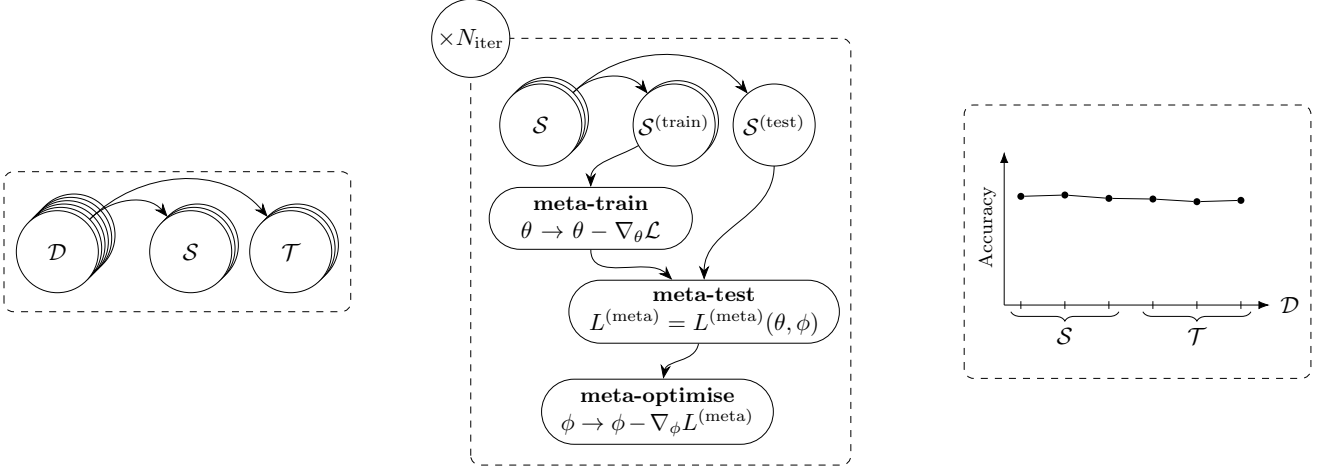 𝒟
𝒮
𝒯
×N_iter
𝒮
𝒮^(train)
𝒮^(test)
meta-train
θ → θ − ∇_θ ℒ
meta-test
L^(meta) = L^(meta)(θ, ϕ)
meta-optimise
ϕ → ϕ − ∇_ϕ L^(meta)
Accuracy
𝒟
𝒮
𝒯